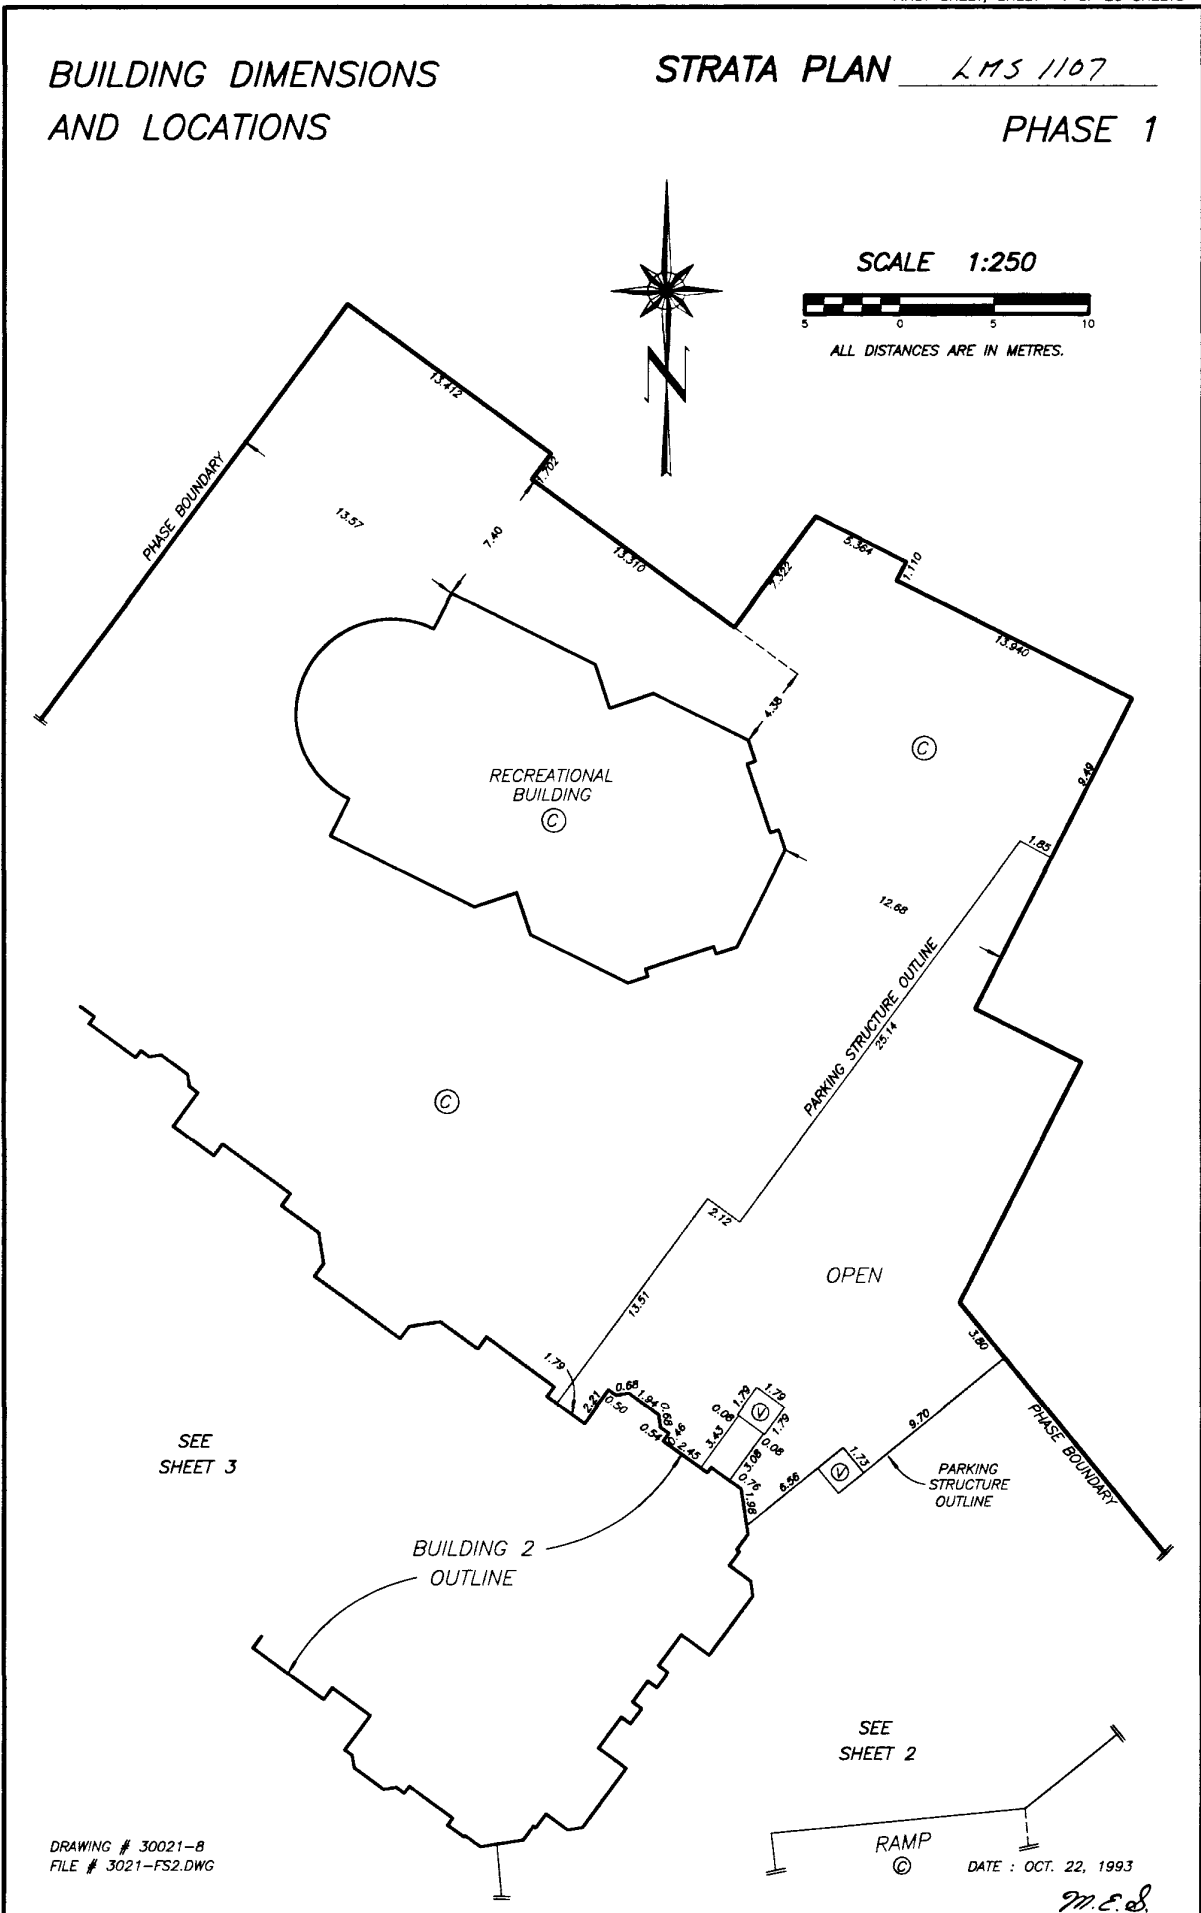 BUILDING DIMENSIONS
AND LOCATIONS
STRATA PLAN LMS 1107
PHASE 1
SCALE 1:250
5 0 5 10
ALL DISTANCES ARE IN METRES.
N
13.412
1.702
PHASE BOUNDARY
13.57
7.40
13.310
7.322
5.364
1.110
13.940
4.38
C
9.49
RECREATIONAL
BUILDING
C
1.85
12.68
PARKING STRUCTURE OUTLINE
25.14
C
2.12
OPEN
13.51
3.80
1.79
2.21
0.50
0.68
1.94
0.68
.46
0.54
2.45
3.43
0.08
1.79
1.79
V
1.79
0.08
3.08
0.76
1.98
6.56
V
1.73
9.70
PHASE BOUNDARY
PARKING
STRUCTURE
OUTLINE
SEE
SHEET 3
BUILDING 2
OUTLINE
SEE
SHEET 2
RAMP
C
DRAWING # 30021-8
FILE # 3021-FS2.DWG
DATE : OCT. 22, 1993
M.E.S.